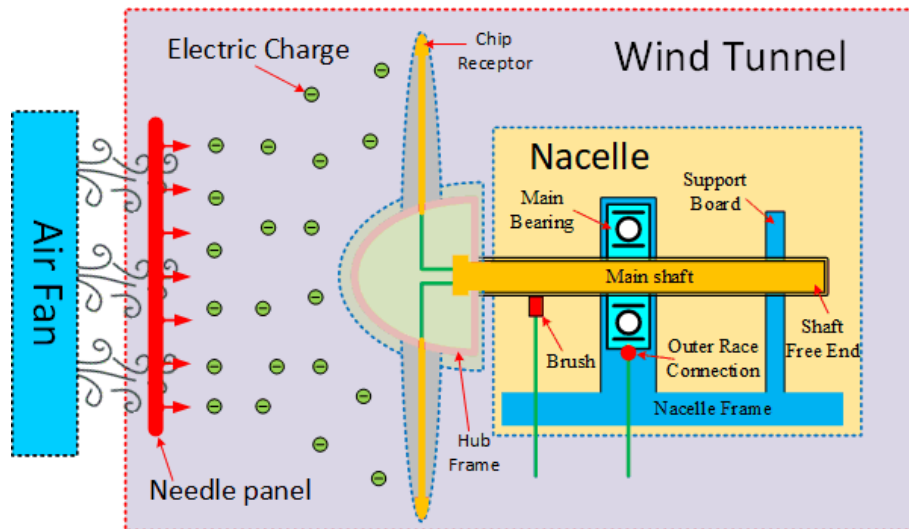 Electric Charge
Chip
Receptor
Wind Tunnel
Nacelle
Main
Bearing
Support
Board
Air Fan
Main shaft
Shaft
Free End
Brush
Outer Race
Connection
Nacelle Frame
Hub
Frame
Needle panel